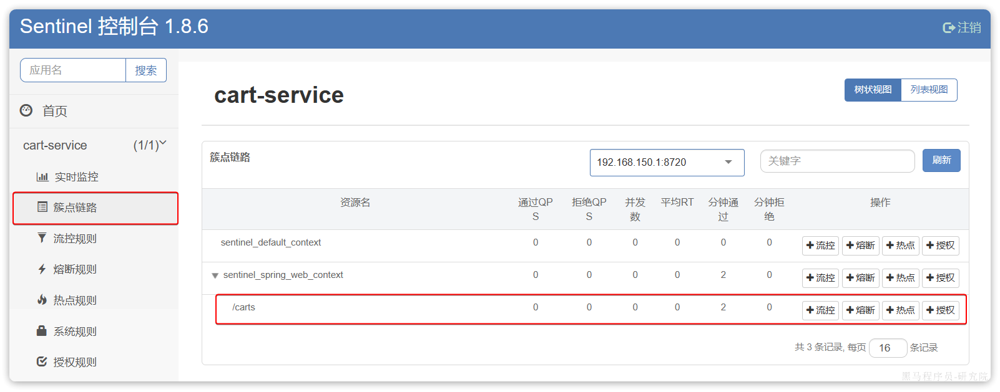 Sentinel 控制台 1.8.6
注销
应用名
搜索
首页
cart-service
(1/1)
实时监控
簇点链路
流控规则
熔断规则
热点规则
系统规则
授权规则
cart-service
树状视图
列表视图
簇点链路
192.168.150.1:8720
关键字
刷新
资源名
通过QP
S
拒绝QP
S
并发
数
平均RT
分钟通
过
分钟拒
绝
操作
sentinel_default_context 0 0 0 0 0 0 流控 熔断 热点 授权
sentinel_spring_web_context 0 0 0 0 2 0 流控 熔断 热点 授权
/carts 0 0 0 0 2 0 流控 熔断 热点 授权
共 3 条记录, 每页 16 条记录
黑马程序员-研究院